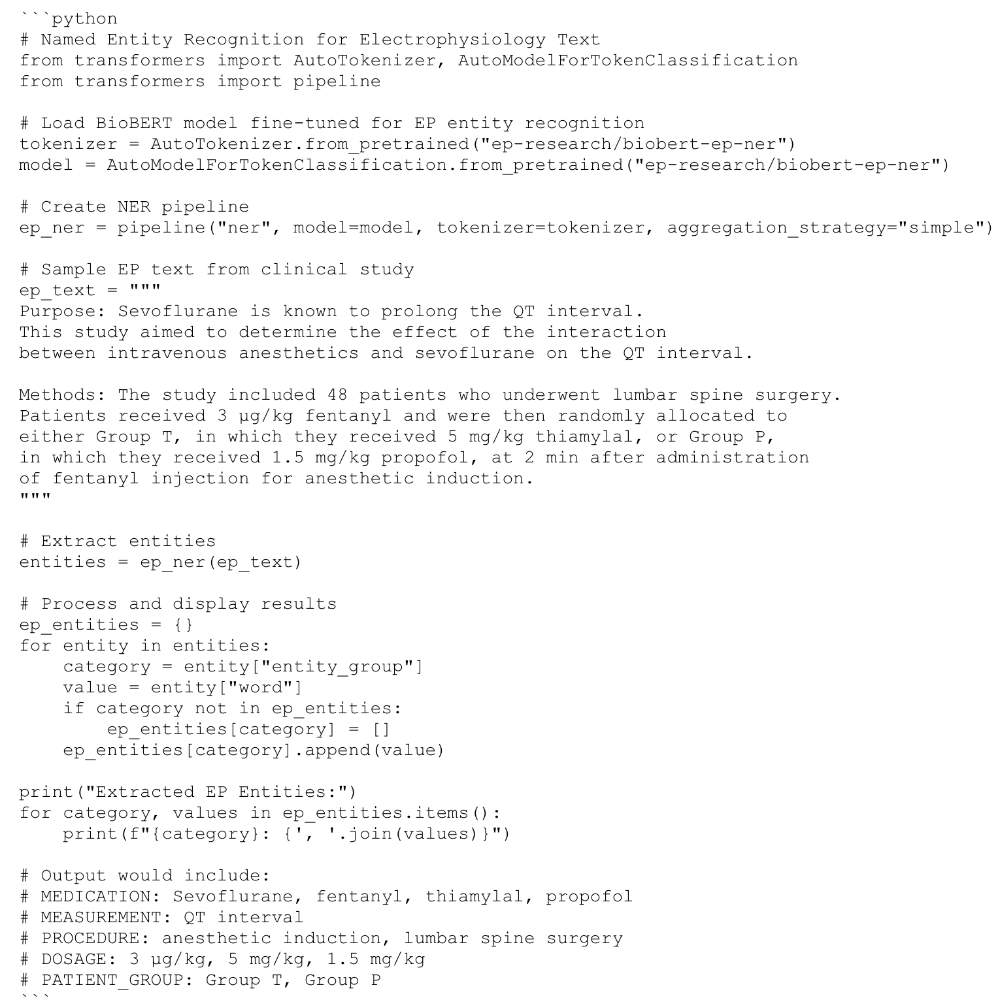 ```python
# Named Entity Recognition for Electrophysiology Text
from transformers import AutoTokenizer, AutoModelForTokenClassification
from transformers import pipeline

# Load BioBERT model fine-tuned for EP entity recognition
tokenizer = AutoTokenizer.from_pretrained("ep-research/biobert-ep-ner")
model = AutoModelForTokenClassification.from_pretrained("ep-research/biobert-ep-ner")

# Create NER pipeline
ep_ner = pipeline("ner", model=model, tokenizer=tokenizer, aggregation_strategy="simple")

# Sample EP text from clinical study
ep_text = """
Purpose: Sevoflurane is known to prolong the QT interval.
This study aimed to determine the effect of the interaction
between intravenous anesthetics and sevoflurane on the QT interval.

Methods: The study included 48 patients who underwent lumbar spine surgery.
Patients received 3 μg/kg fentanyl and were then randomly allocated to
either Group T, in which they received 5 mg/kg thiamylal, or Group P,
in which they received 1.5 mg/kg propofol, at 2 min after administration
of fentanyl injection for anesthetic induction.
"""

# Extract entities
entities = ep_ner(ep_text)

# Process and display results
ep_entities = {}
for entity in entities:
    category = entity["entity_group"]
    value = entity["word"]
    if category not in ep_entities:
        ep_entities[category] = []
    ep_entities[category].append(value)

print("Extracted EP Entities:")
for category, values in ep_entities.items():
    print(f"{category}: {', '.join(values)}")

# Output would include:
# MEDICATION: Sevoflurane, fentanyl, thiamylal, propofol
# MEASUREMENT: QT interval
# PROCEDURE: anesthetic induction, lumbar spine surgery
# DOSAGE: 3 μg/kg, 5 mg/kg, 1.5 mg/kg
# PATIENT_GROUP: Group T, Group P
```